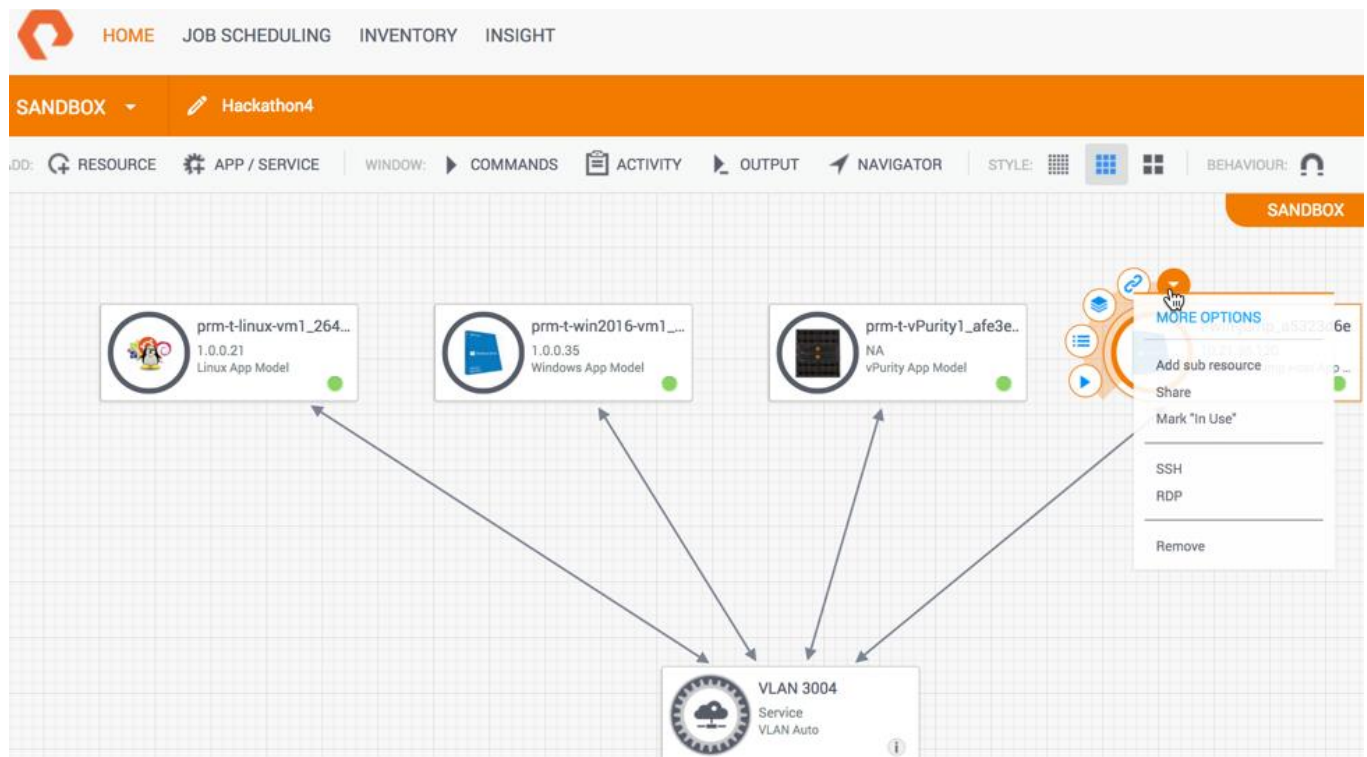 HOME JOB SCHEDULING INVENTORY INSIGHT
SANDBOX Hackathon4
RESOURCE APP / SERVICE WINDOW: COMMANDS ACTIVITY OUTPUT NAVIGATOR STYLE: BEHAVIOUR:
SANDBOX
prm-t-linux-vm1_264...
1.0.0.21
Linux App Model
prm-t-win2016-vm1_...
1.0.0.35
Windows App Model
prm-t-vPurity1_afe3e..
NA
vPurity App Model
MORE OPTIONS
Add sub resource
Share
Mark "In Use"
SSH
RDP
Remove
VLAN 3004
Service
VLAN Auto